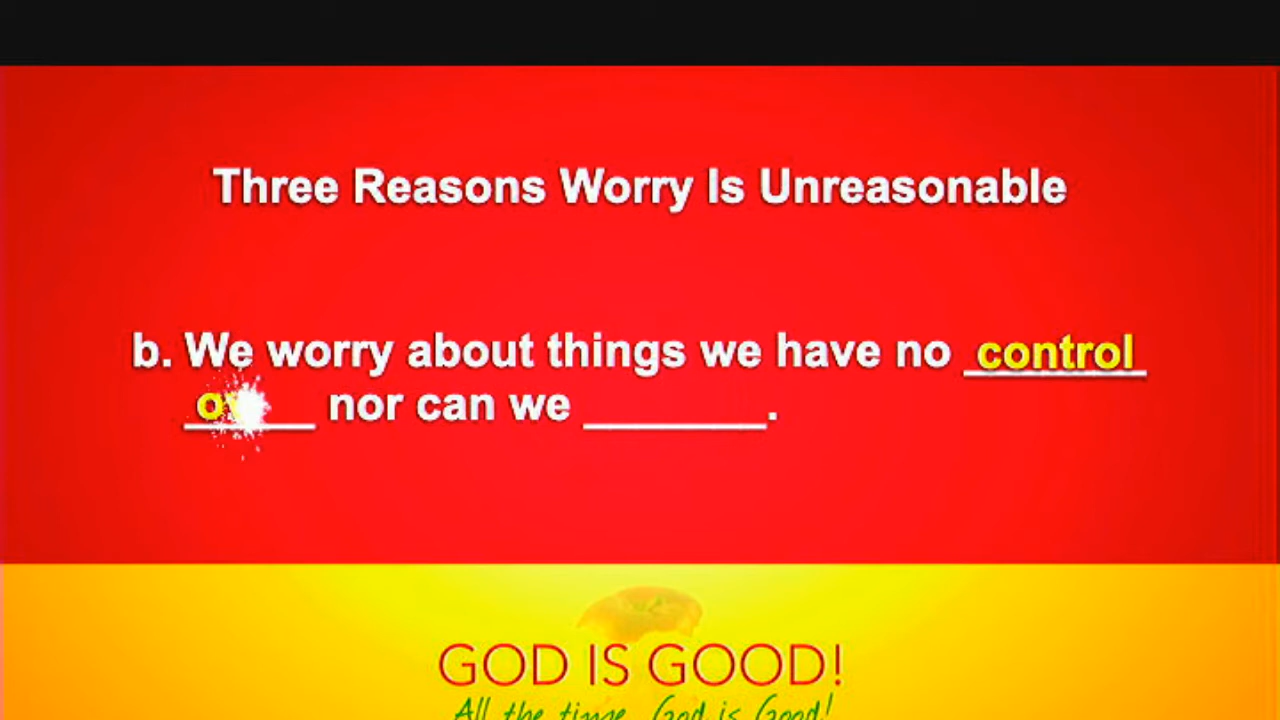 Three Reasons Worry Is Unreasonable
b. We worry about things we have no control
nor can we ________.
GOD IS GOOD!
All the time, God is Good!